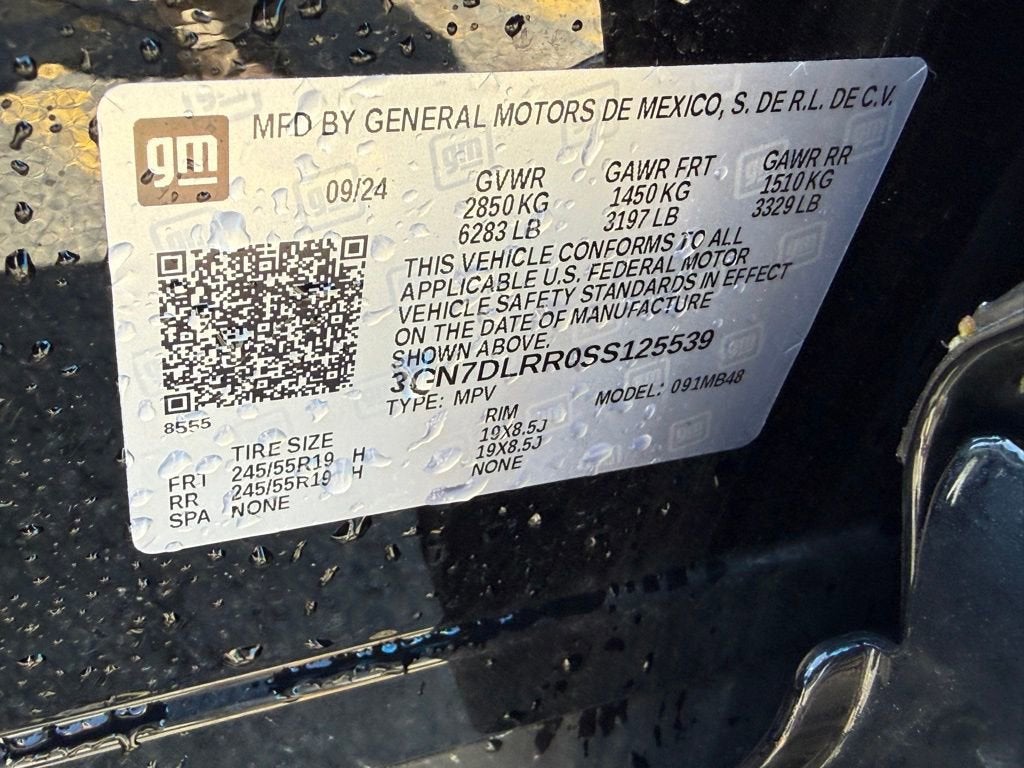 MFD BY GENERAL MOTORS DE MEXICO, S. DE R.L. DE C.V.
gm
09/24
GVWR GAWR FRT GAWR RR
2850 KG 1450 KG 1510 KG
6283 LB 3197 LB 3329 LB
THIS VEHICLE CONFORMS TO ALL
APPLICABLE U.S. FEDERAL MOTOR
VEHICLE SAFETY STANDARDS IN EFFECT
ON THE DATE OF MANUFACTURE
SHOWN ABOVE.
3GN7DLRR0SS125539
TYPE: MPV MODEL: 091MB48
8555
TIRE SIZE RIM
FRT 245/55R19 H 19X8.5J
RR 245/55R19 H 19X8.5J
SPA NONE NONE